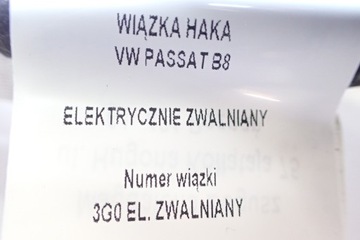 WIĄZKA HAKA
VW PASSAT B8
ELEKTRYCZNIE ZWALNIANY
Numer wiązki
3G0 EL. ZWALNIANY